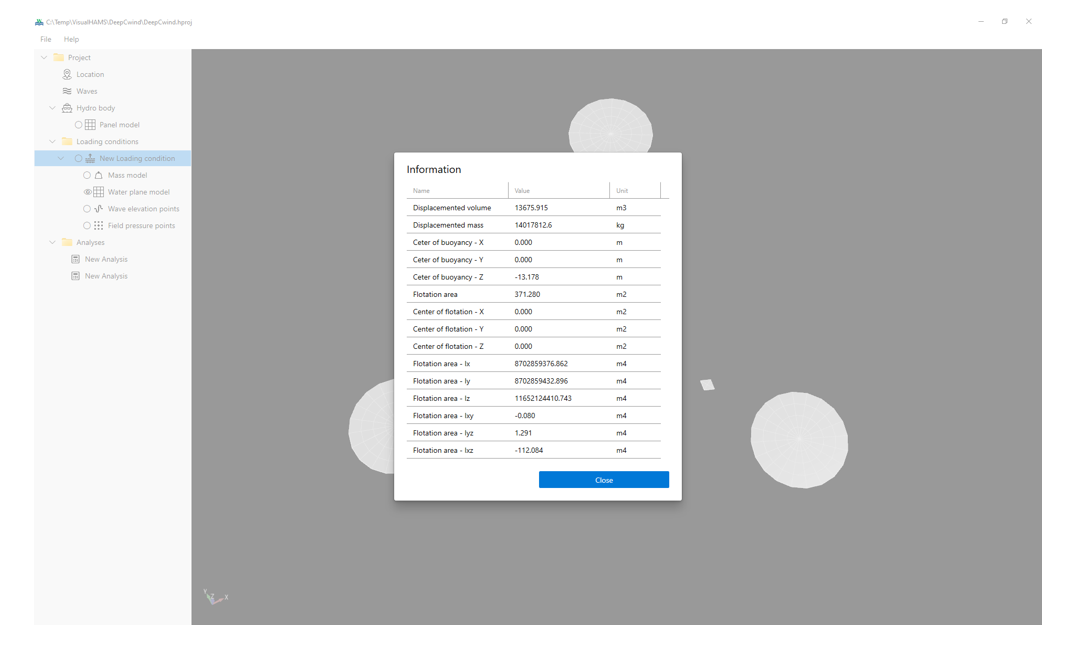 C:\Temp\VisualHAMS\DeepCwind\DeepCwind.hproj
File Help
Project
Location
Waves
Hydro body
Panel model
Loading conditions
New Loading condition
Mass model
Water plane model
Wave elevation points
Field pressure points
Analyses
New Analysis
New Analysis
Information
Name Value Unit
Displacemented volume 13675.915 m3
Displacemented mass 14017812.6 kg
Ceter of buoyancy - X 0.000 m
Ceter of buoyancy - Y 0.000 m
Ceter of buoyancy - Z -13.178 m
Flotation area 371.280 m2
Center of flotation - X 0.000 m2
Center of flotation - Y 0.000 m2
Center of flotation - Z 0.000 m2
Flotation area - Ix 8702859376.862 m4
Flotation area - Iy 8702859432.896 m4
Flotation area - Iz 11652124410.743 m4
Flotation area - Ixy -0.080 m4
Flotation area - Iyz 1.291 m4
Flotation area - Ixz -112.084 m4
Close
X